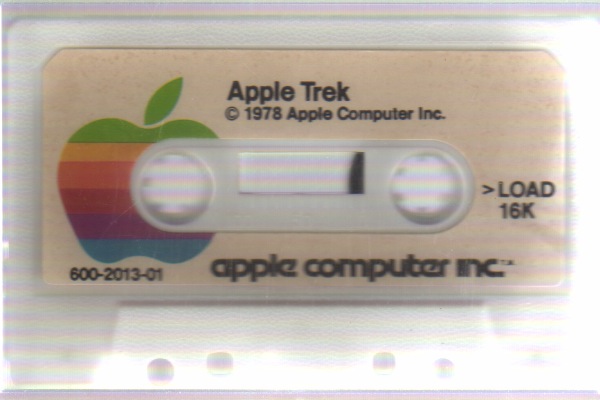 Apple Trek
© 1978 Apple Computer Inc.
>LOAD
16K
600-2013-01
apple computer inc.™